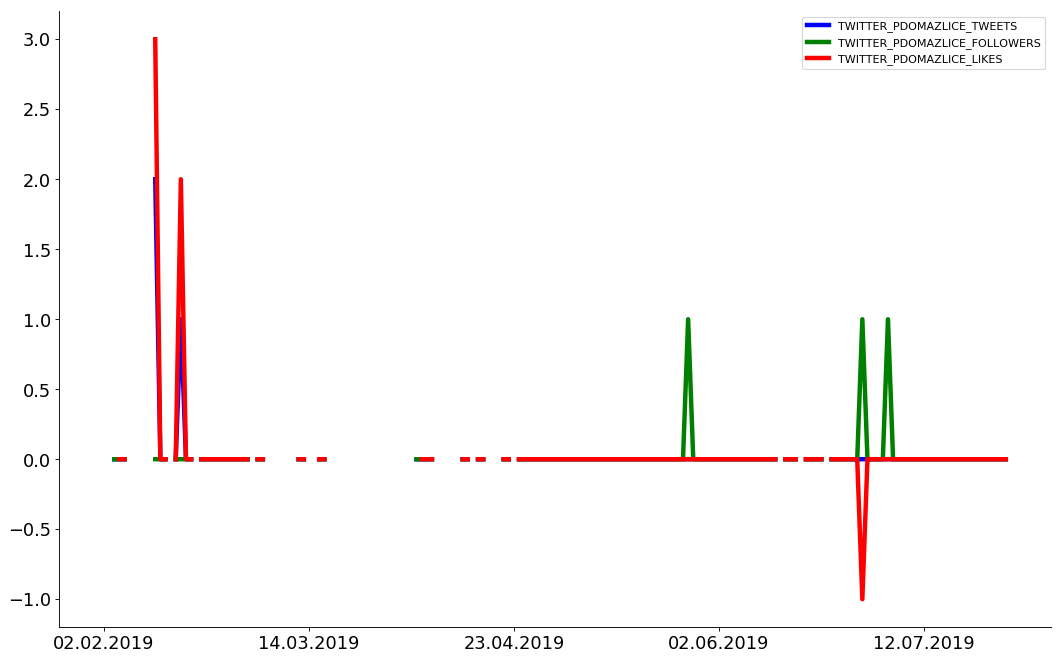 TWITTER_PDOMAZLICE_TWEETS
TWITTER_PDOMAZLICE_FOLLOWERS
TWITTER_PDOMAZLICE_LIKES
3.0
2.5
2.0
1.5
1.0
0.5
0.0
−0.5
−1.0
02.02.2019 14.03.2019 23.04.2019 02.06.2019 12.07.2019